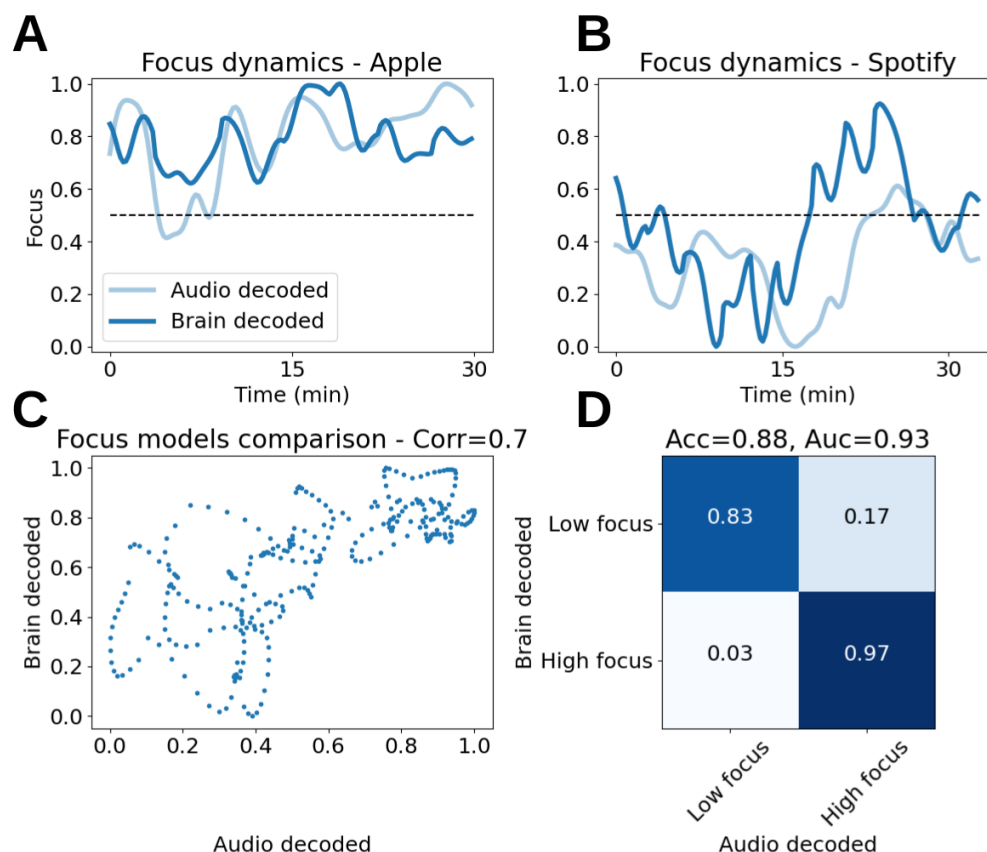 A
Focus dynamics - Apple
1.0
0.8
0.6
0.4
0.2
0.0
Focus
Audio decoded
Brain decoded
0
15
30
Time (min)
B
Focus dynamics - Spotify
1.0
0.8
0.6
0.4
0.2
0.0
0
15
30
Time (min)
C
Focus models comparison - Corr=0.7
1.0
0.8
0.6
0.4
0.2
0.0
Brain decoded
0.0
0.2
0.4
0.6
0.8
1.0
Audio decoded
D
Acc=0.88, Auc=0.93
Brain decoded
Low focus
0.83
0.17
High focus
0.03
0.97
Low focus
High focus
Audio decoded